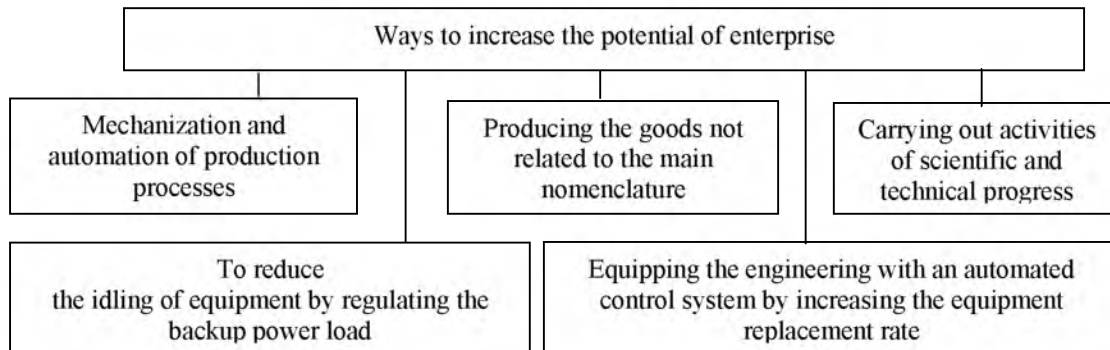 Ways to increase the potential of enterprise
Mechanization and
automation of production
processes
Producing the goods not
related to the main
nomenclature
Carrying out activities
of scientific and
technical progress
To reduce
the idling of equipment by regulating the
backup power load
Equipping the engineering with an automated
control system by increasing the equipment
replacement rate